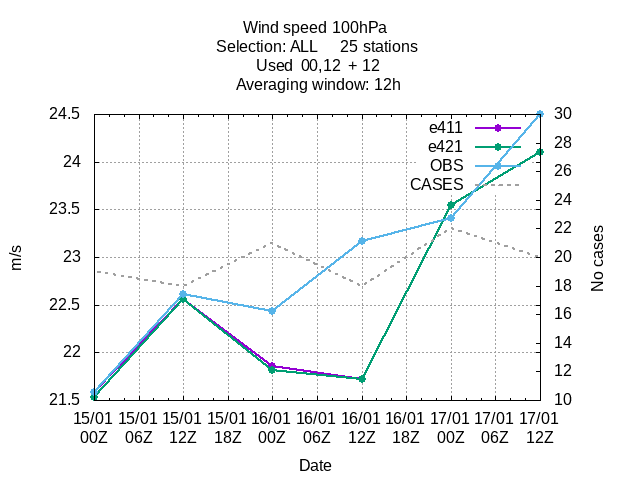 Wind speed 100hPa
Selection: ALL 25 stations
Used 00,12 + 12
Averaging window: 12h
24.5
24
23.5
23
22.5
22
21.5
m/s
30
28
26
24
22
20
18
16
14
12
10
No cases
e411
e421
OBS
CASES
15/01 15/01 15/01 15/01 16/01 16/01 16/01 16/01 17/01 17/01 17/01
00Z 06Z 12Z 18Z 00Z 06Z 12Z 18Z 00Z 06Z 12Z
Date